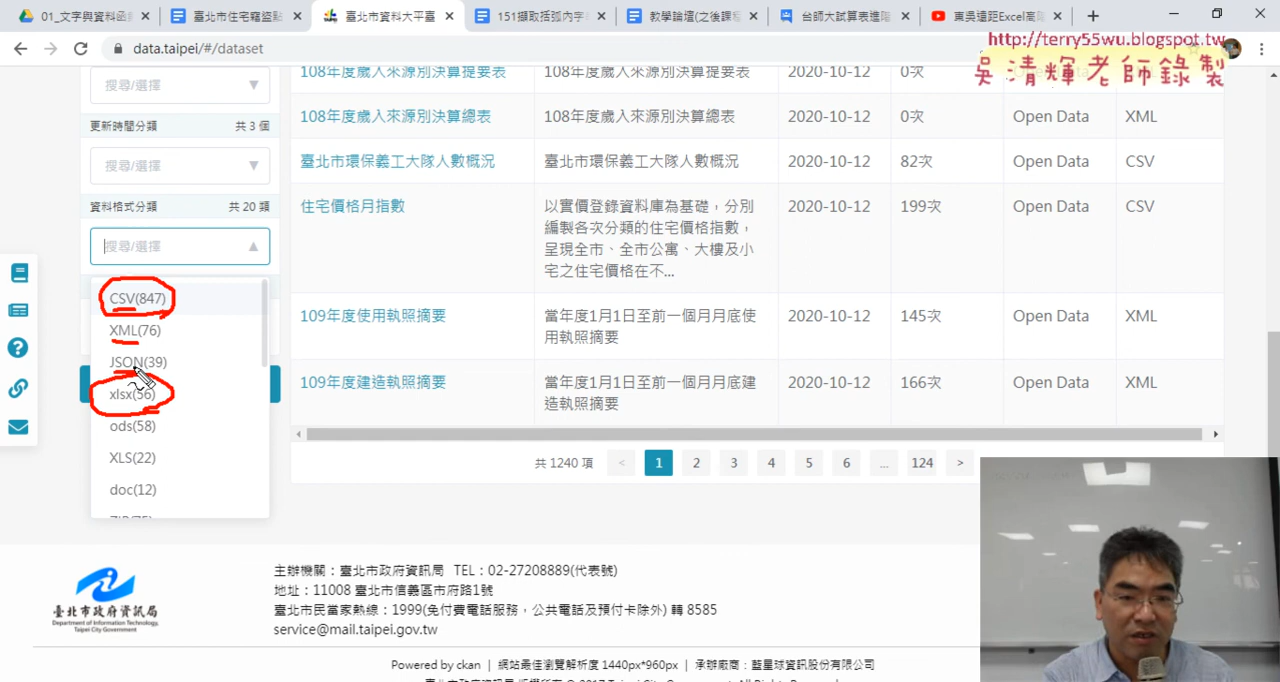 01_文字與資料函
臺北市住宅竊盜點
臺北市資料大平臺
151擷取括弧內字
教學論壇(之後課
台師大試算表進階
東吳遠距Excel高
data.taipei/#/dataset
http://terry55wu.blogspot.tw
吳清輝老師錄製
搜尋/選擇
更新時間分類 共 3 個
搜尋/選擇
資料格式分類 共 20 類
搜尋/選擇
CSV(847)
XML(76)
JSON(39)
xlsx(56)
ods(58)
XLS(22)
doc(12)
108年度歲入來源別決算提要表 108年度歲入來源別決算提要表 2020-10-12 0次 Open Data XML
108年度歲入來源別決算總表 108年度歲入來源別決算總表 2020-10-12 0次 Open Data XML
臺北市環保義工大隊人數概況 臺北市環保義工大隊人數概況 2020-10-12 82次 Open Data CSV
住宅價格月指數 以實價登錄資料庫為基礎，分別 2020-10-12 199次 Open Data CSV
編製各次分類的住宅價格指數，
呈現全市、全市公寓、大樓及小
宅之住宅價格在不...
109年度使用執照摘要 當年度1月1日至前一個月月底使 2020-10-12 145次 Open Data XML
用執照摘要
109年度建造執照摘要 當年度1月1日至前一個月月底建 2020-10-12 166次 Open Data XML
造執照摘要
共 1240 項 < 1 2 3 4 5 6 ... 124 >
臺北市政府資訊局
Department of Information Technology,
Taipei City Government
主辦機關：臺北市政府資訊局 TEL：02-27208889(代表號)
地址：11008 臺北市信義區市府路1號
臺北市民當家熱線：1999(免付費電話服務，公共電話及預付卡除外) 轉 8585
service@mail.taipei.gov.tw
Powered by ckan | 網站最佳瀏覽解析度 1440px*960px | 承辦廠商：藍星球資訊股份有限公司